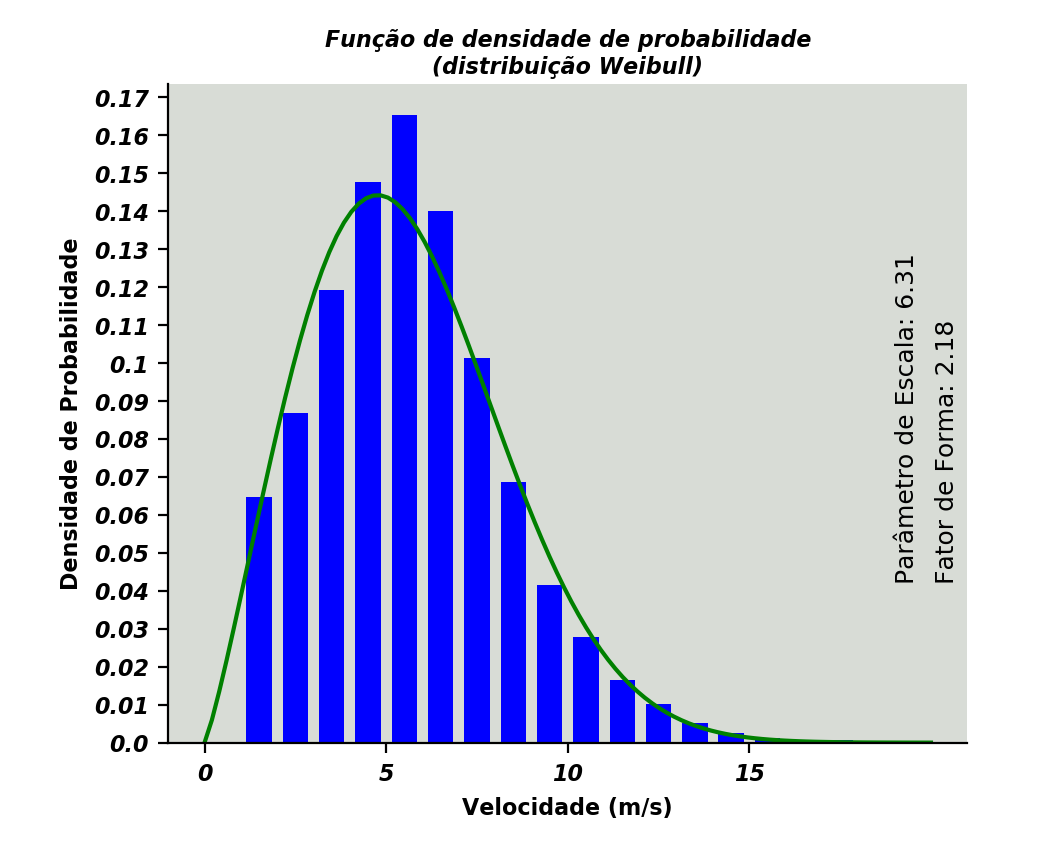 Função de densidade de probabilidade
(distribuição Weibull)
0.17
0.16
0.15
0.14
0.13
0.12
0.11
0.1
0.09
0.08
0.07
0.06
0.05
0.04
0.03
0.02
0.01
0.0
Densidade de Probabilidade
Parâmetro de Escala: 6.31
Fator de Forma: 2.18
0 5 10 15
Velocidade (m/s)